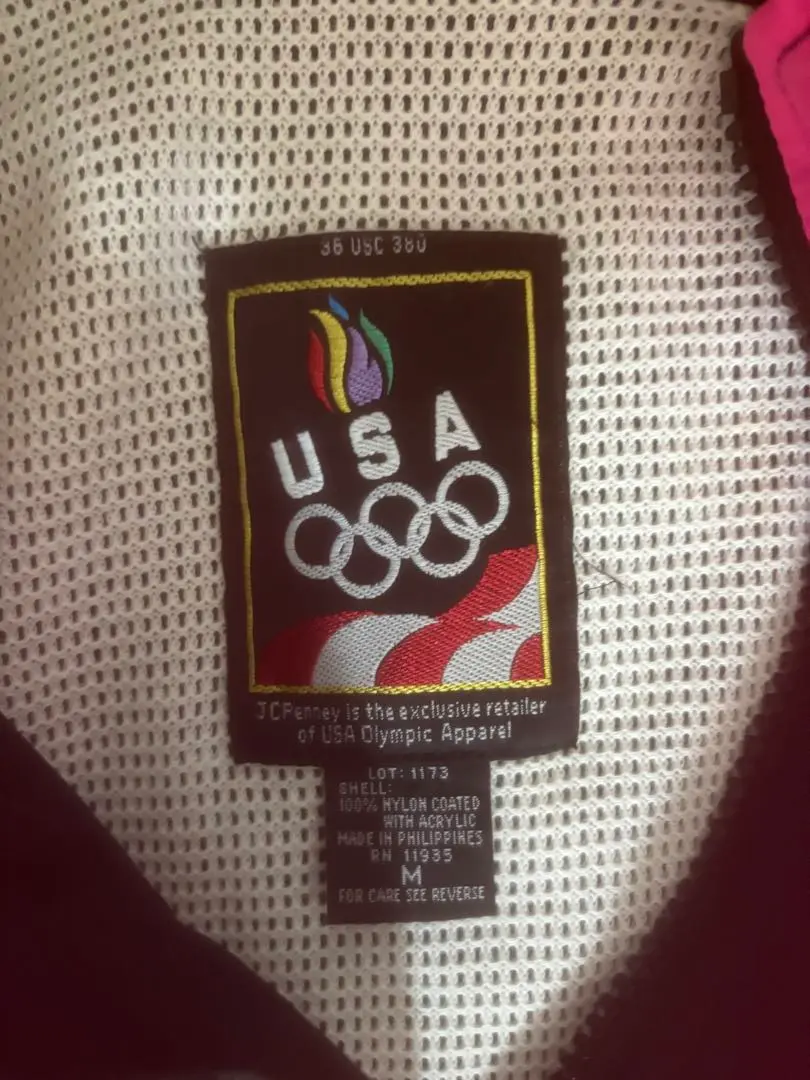 36 USC 380
USA
JCPenney is the exclusive retailer
of USA Olympic Apparel
LOT: 1173
SHELL:
100% NYLON COATED
WITH ACRYLIC
MADE IN PHILIPPINES
RN 11935
M
FOR CARE SEE REVERSE